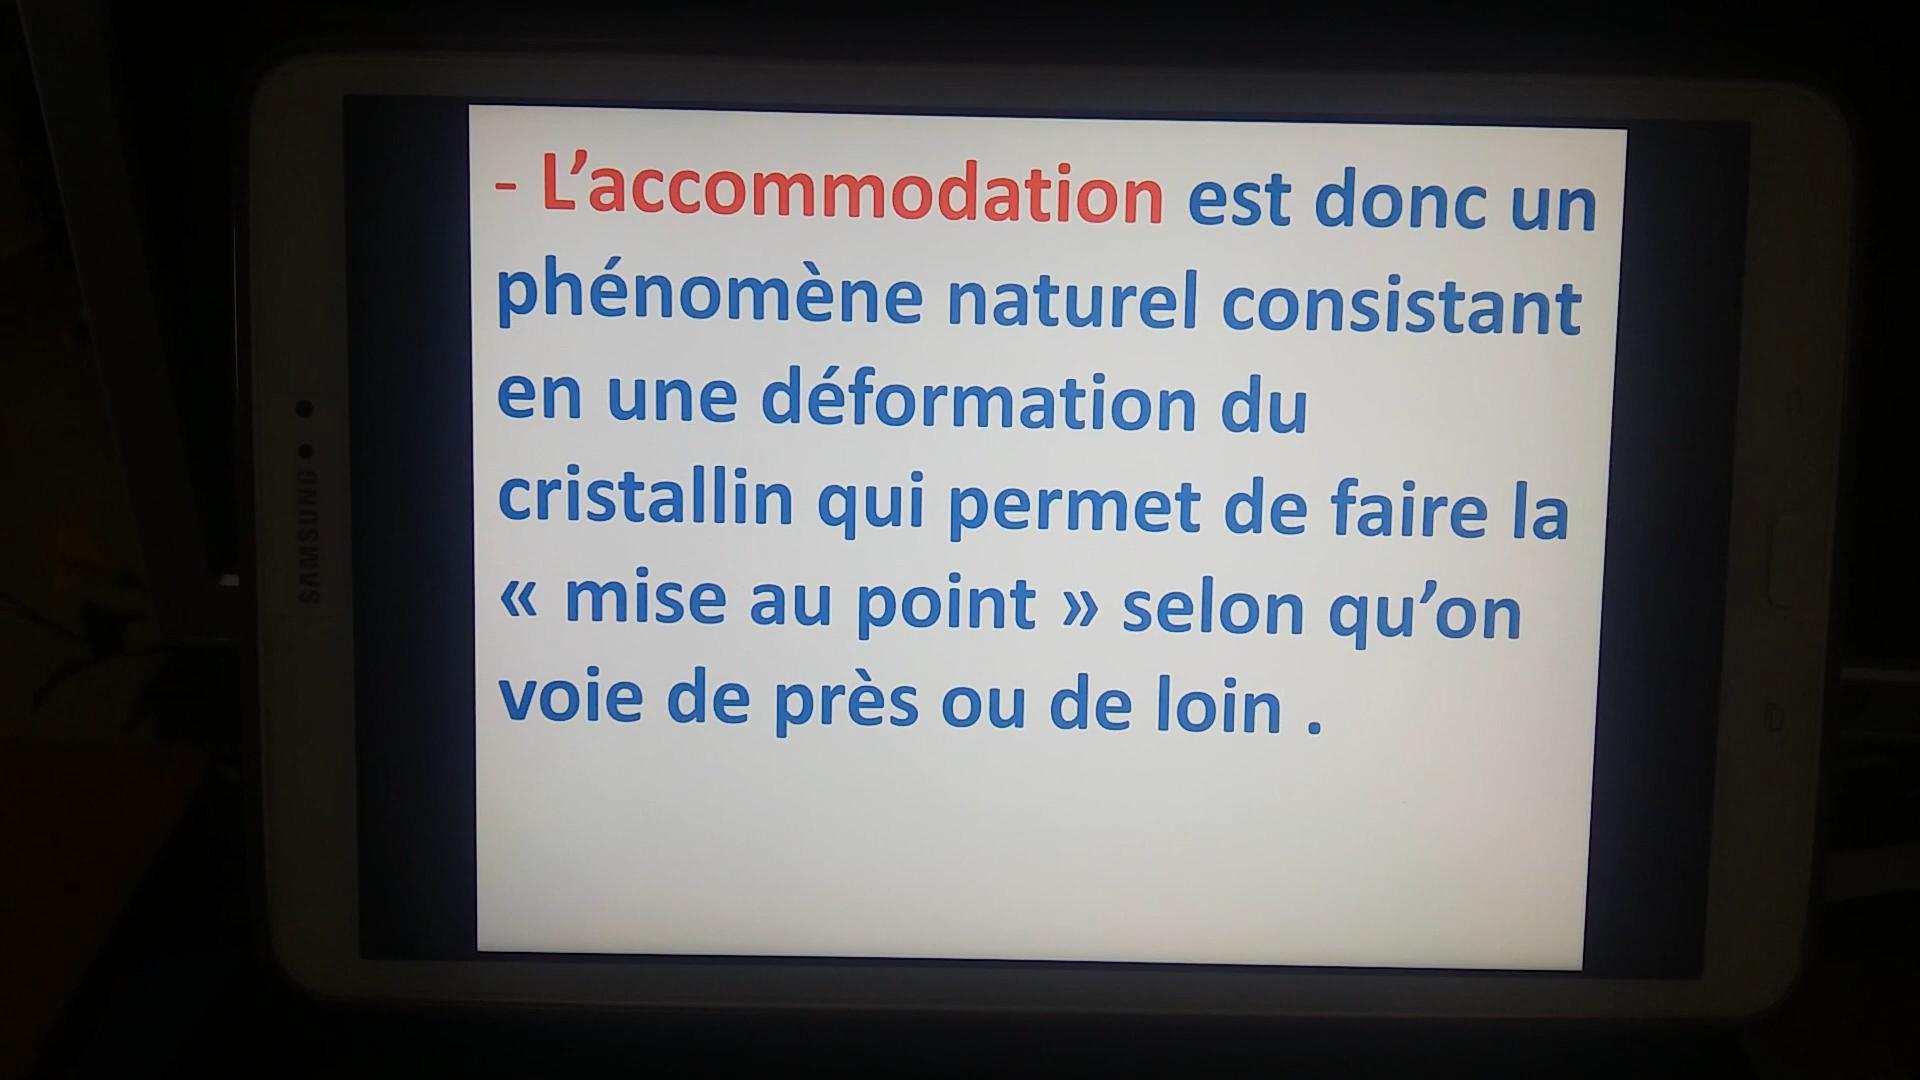 - L’accommodation est donc un
phénomène naturel consistant
en une déformation du
cristallin qui permet de faire la
« mise au point » selon qu’on
voie de près ou de loin .
SAMSUNG